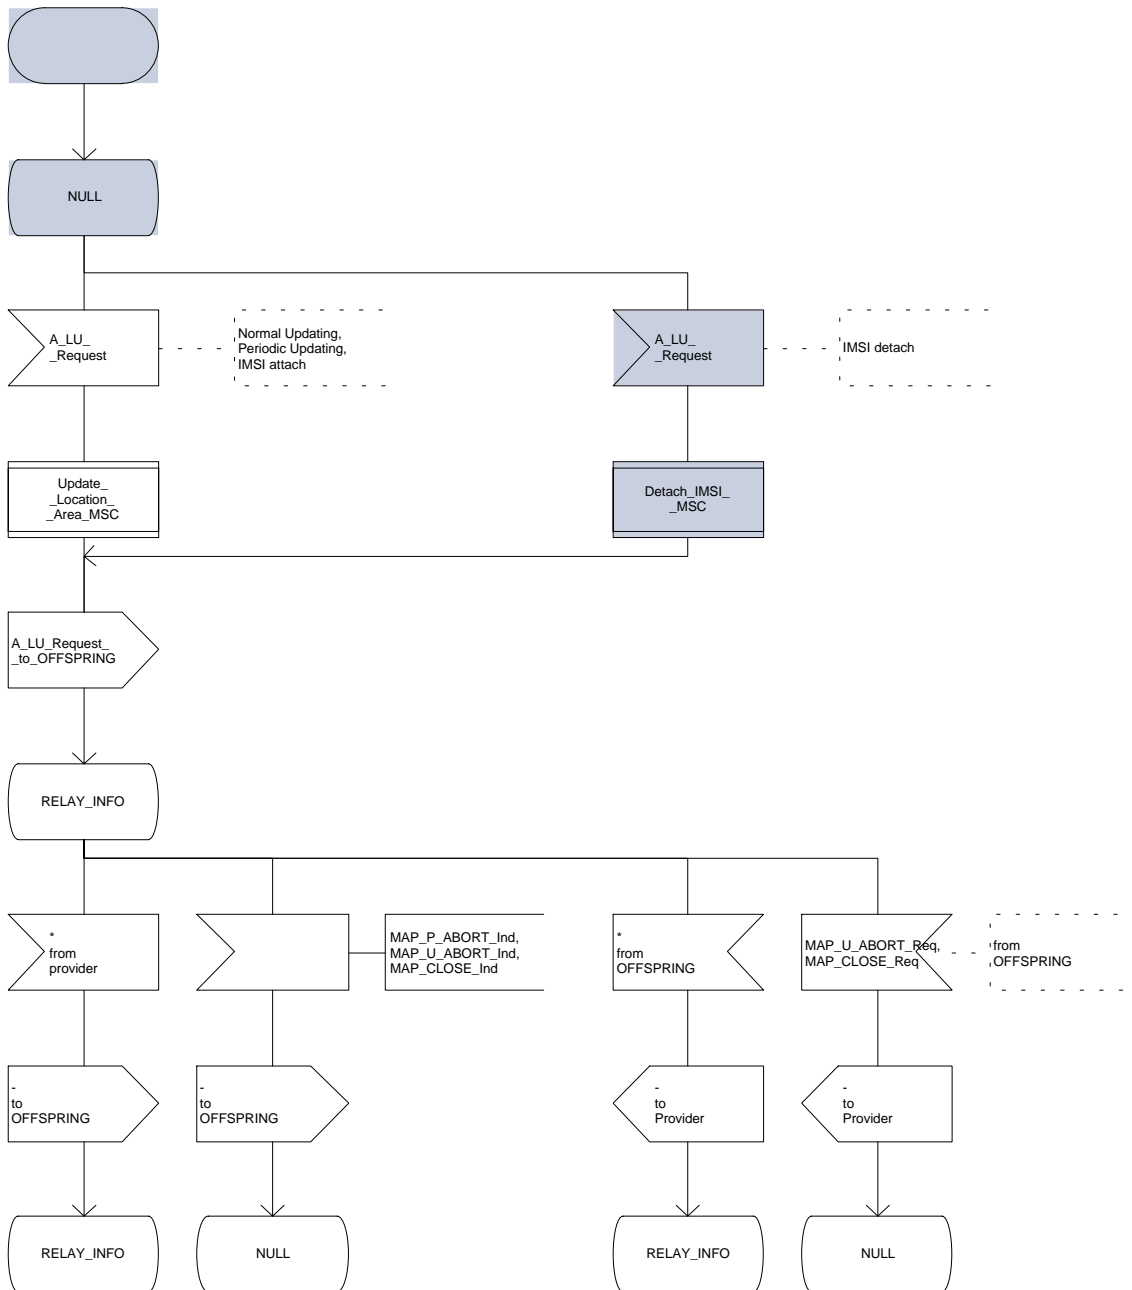 NULL
A_LU_
_Request
Normal Updating,
Periodic Updating,
IMSI attach
A_LU_
_Request
IMSI detach
Update_
_Location_
_Area_MSC
Detach_IMSI_
_MSC
A_LU_Request_
_to_OFFSPRING
RELAY_INFO
*
from
provider
MAP_P_ABORT_Ind,
MAP_U_ABORT_Ind,
MAP_CLOSE_Ind
*
from
OFFSPRING
MAP_U_ABORT_Req,
MAP_CLOSE_Req
from
OFFSPRING
-
to
OFFSPRING
-
to
OFFSPRING
-
to
Provider
-
to
Provider
RELAY_INFO
NULL
RELAY_INFO
NULL